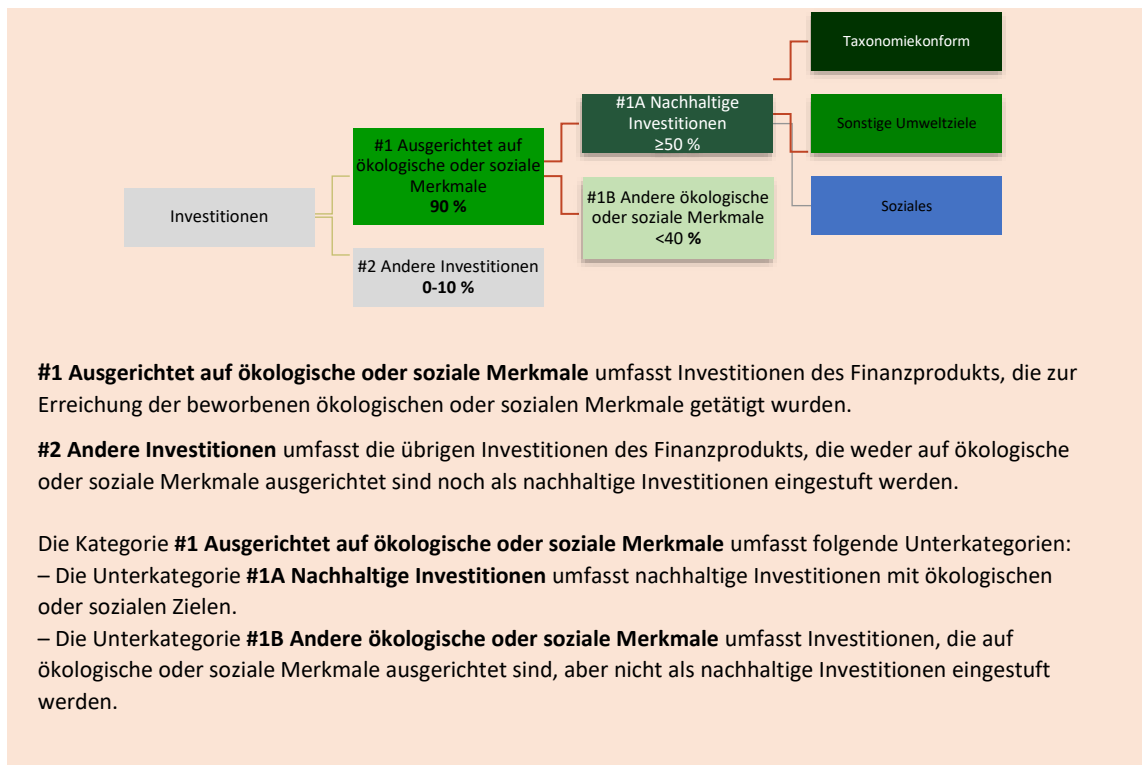 Investitionen
#1 Ausgerichtet auf
ökologische oder soziale
Merkmale
90 %
#2 Andere Investitionen
0-10 %
#1A Nachhaltige
Investitionen
≥50 %
#1B Andere ökologische
oder soziale Merkmale
<40 %
Taxonomiekonform
Sonstige Umweltziele
Soziales
#1 Ausgerichtet auf ökologische oder soziale Merkmale umfasst Investitionen des Finanzprodukts, die zur
Erreichung der beworbenen ökologischen oder sozialen Merkmale getätigt wurden.
#2 Andere Investitionen umfasst die übrigen Investitionen des Finanzprodukts, die weder auf ökologische
oder soziale Merkmale ausgerichtet sind noch als nachhaltige Investitionen eingestuft werden.
Die Kategorie #1 Ausgerichtet auf ökologische oder soziale Merkmale umfasst folgende Unterkategorien:
– Die Unterkategorie #1A Nachhaltige Investitionen umfasst nachhaltige Investitionen mit ökologischen
oder sozialen Zielen.
– Die Unterkategorie #1B Andere ökologische oder soziale Merkmale umfasst Investitionen, die auf
ökologische oder soziale Merkmale ausgerichtet sind, aber nicht als nachhaltige Investitionen eingestuft
werden.